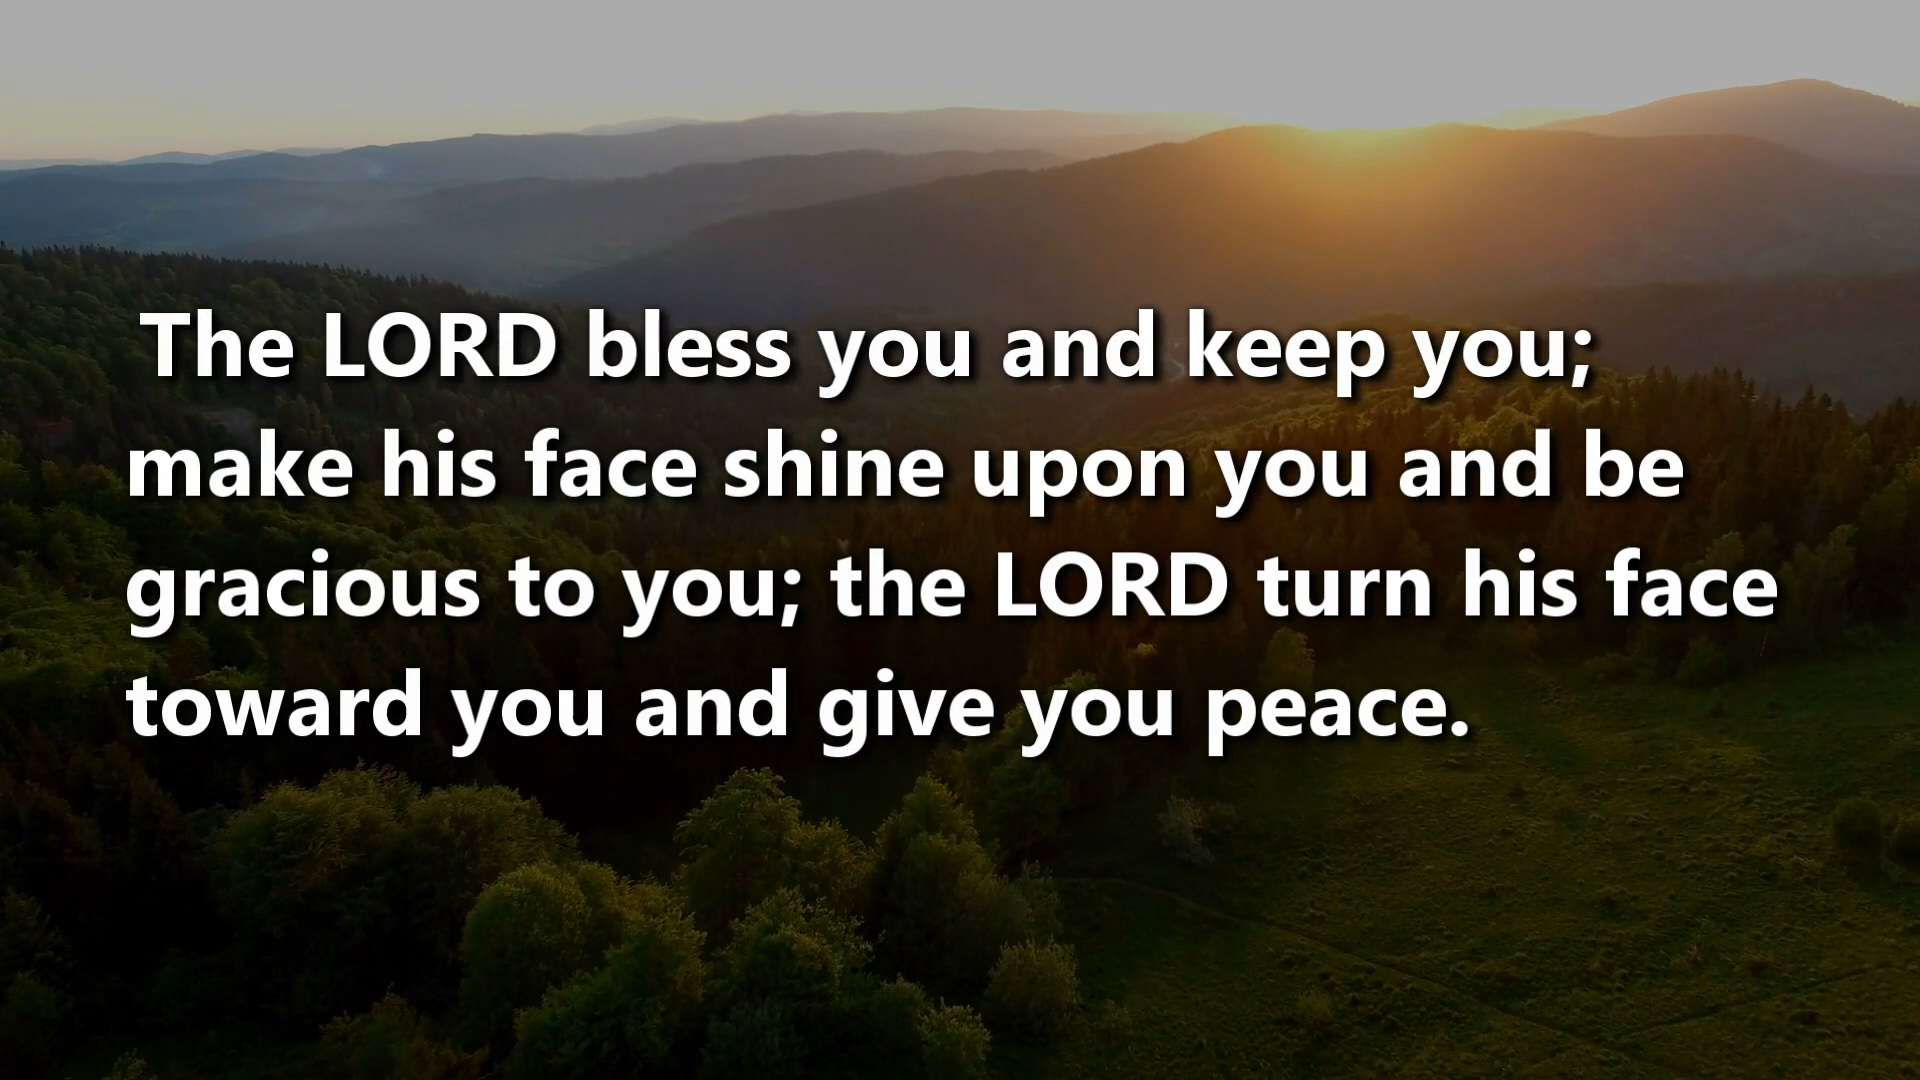 The LORD bless you and keep you;
make his face shine upon you and be
gracious to you; the LORD turn his face
toward you and give you peace.